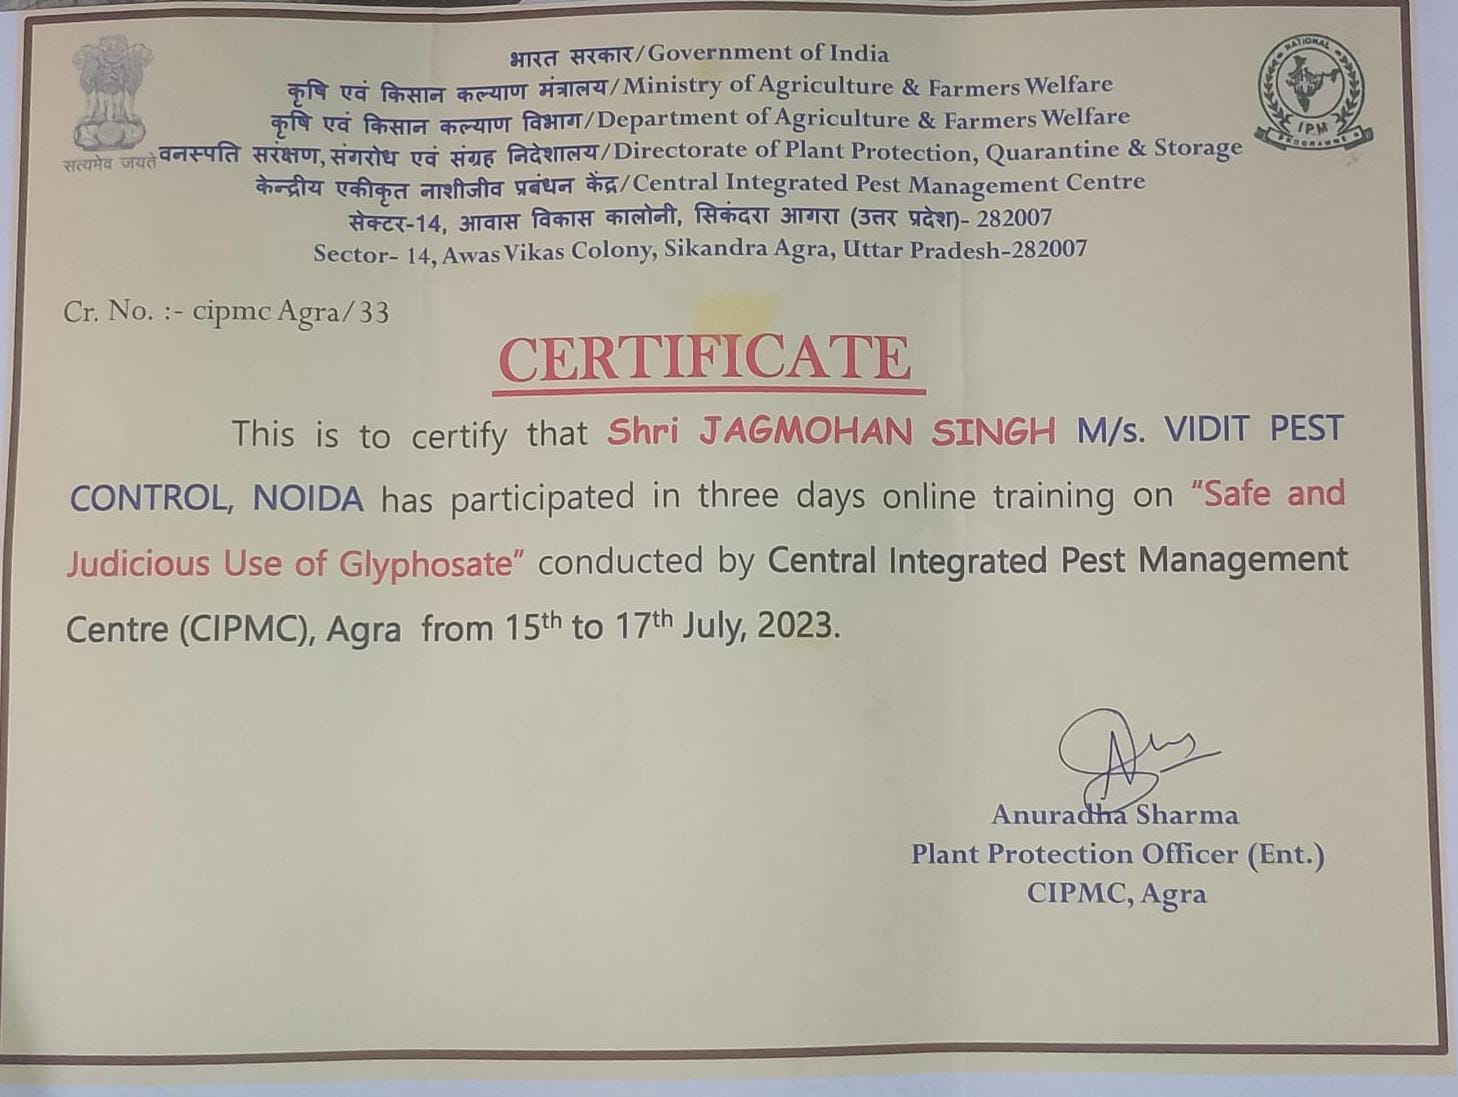 भारत सरकार/Government of India
कृषि एवं किसान कल्याण मंत्रालय/Ministry of Agriculture & Farmers Welfare
कृषि एवं किसान कल्याण विभाग/Department of Agriculture & Farmers Welfare
वनस्पति सरंक्षण, संगरोध एवं संग्रह निदेशालय/Directorate of Plant Protection, Quarantine & Storage
सत्यमेव जयते
केन्द्रीय एकीकृत नाशीजीव प्रबंधन केंद्र/Central Integrated Pest Management Centre
सेक्टर-14, आवास विकास कालोनी, सिकंदरा आगरा (उत्तर प्रदेश)- 282007
Sector- 14, Awas Vikas Colony, Sikandra Agra, Uttar Pradesh-282007
NATIONAL
IPM
PROGRAMME
Cr. No. :- cipmc Agra/33
CERTIFICATE
This is to certify that Shri JAGMOHAN SINGH M/s. VIDIT PEST
CONTROL, NOIDA has participated in three days online training on "Safe and
Judicious Use of Glyphosate" conducted by Central Integrated Pest Management
Centre (CIPMC), Agra from 15th to 17th July, 2023.
Anuradha Sharma
Plant Protection Officer (Ent.)
CIPMC, Agra